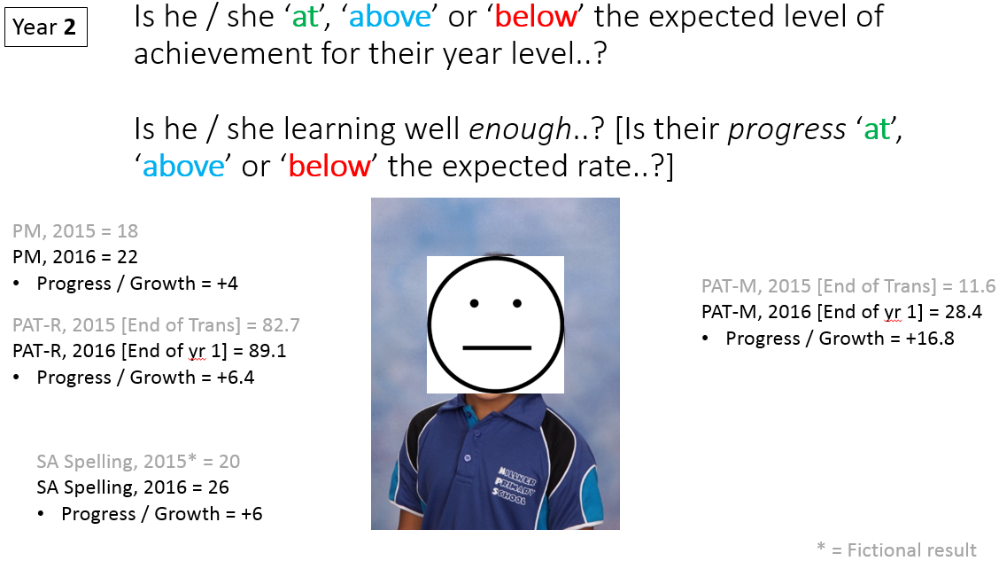 Year 2
Is he / she ‘at’, ‘above’ or ‘below’ the expected level of
achievement for their year level..?
Is he / she learning well enough..? [Is their progress ‘at’,
‘above’ or ‘below’ the expected rate..?]
PM, 2015 = 18
PM, 2016 = 22
• Progress / Growth = +4
PAT-R, 2015 [End of Trans] = 82.7
PAT-R, 2016 [End of yr 1] = 89.1
• Progress / Growth = +6.4
SA Spelling, 2015* = 20
SA Spelling, 2016 = 26
• Progress / Growth = +6
MILLNER
PRIMARY
SCHOOL
PAT-M, 2015 [End of Trans] = 11.6
PAT-M, 2016 [End of yr 1] = 28.4
• Progress / Growth = +16.8
* = Fictional result